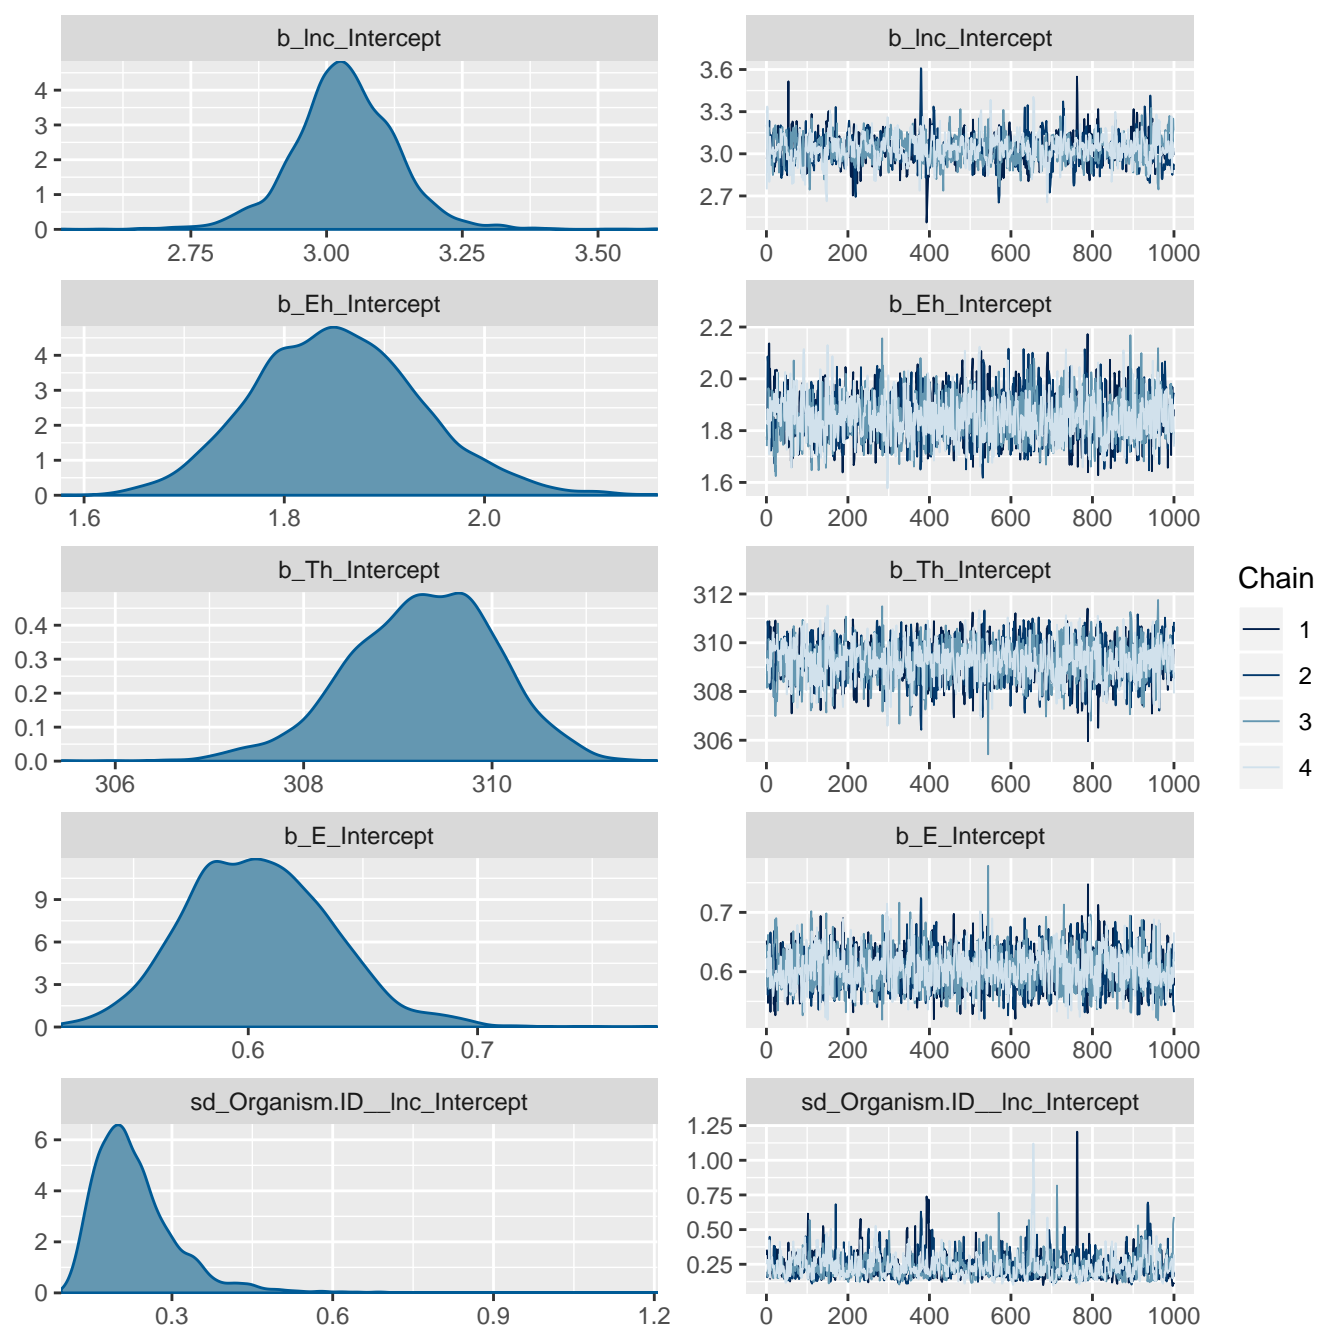 b_lnc_Intercept
4
3
2
1
0
2.75 3.00 3.25 3.50
b_lnc_Intercept
3.6
3.3
3.0
2.7
0 200 400 600 800 1000
b_Eh_Intercept
4
3
2
1
0
1.6 1.8 2.0
b_Eh_Intercept
2.2
2.0
1.8
1.6
0 200 400 600 800 1000
b_Th_Intercept
0.4
0.3
0.2
0.1
0.0
306 308 310
b_Th_Intercept
312
310
308
306
0 200 400 600 800 1000
b_E_Intercept
9
6
3
0
0.6 0.7
b_E_Intercept
0.7
0.6
0 200 400 600 800 1000
sd_Organism.ID__lnc_Intercept
6
4
2
0
0.3 0.6 0.9 1.2
sd_Organism.ID__lnc_Intercept
1.25
1.00
0.75
0.50
0.25
0 200 400 600 800 1000
Chain
1
2
3
4